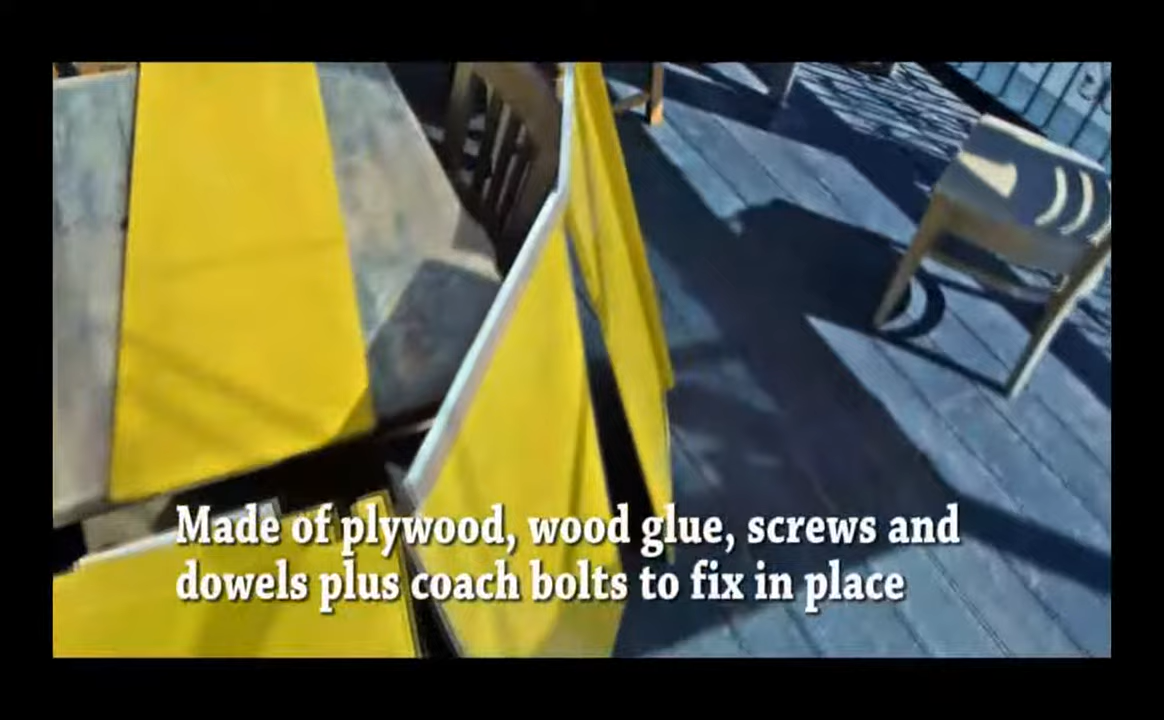 Made of plywood, wood glue, screws and
dowels plus coach bolts to fix in place